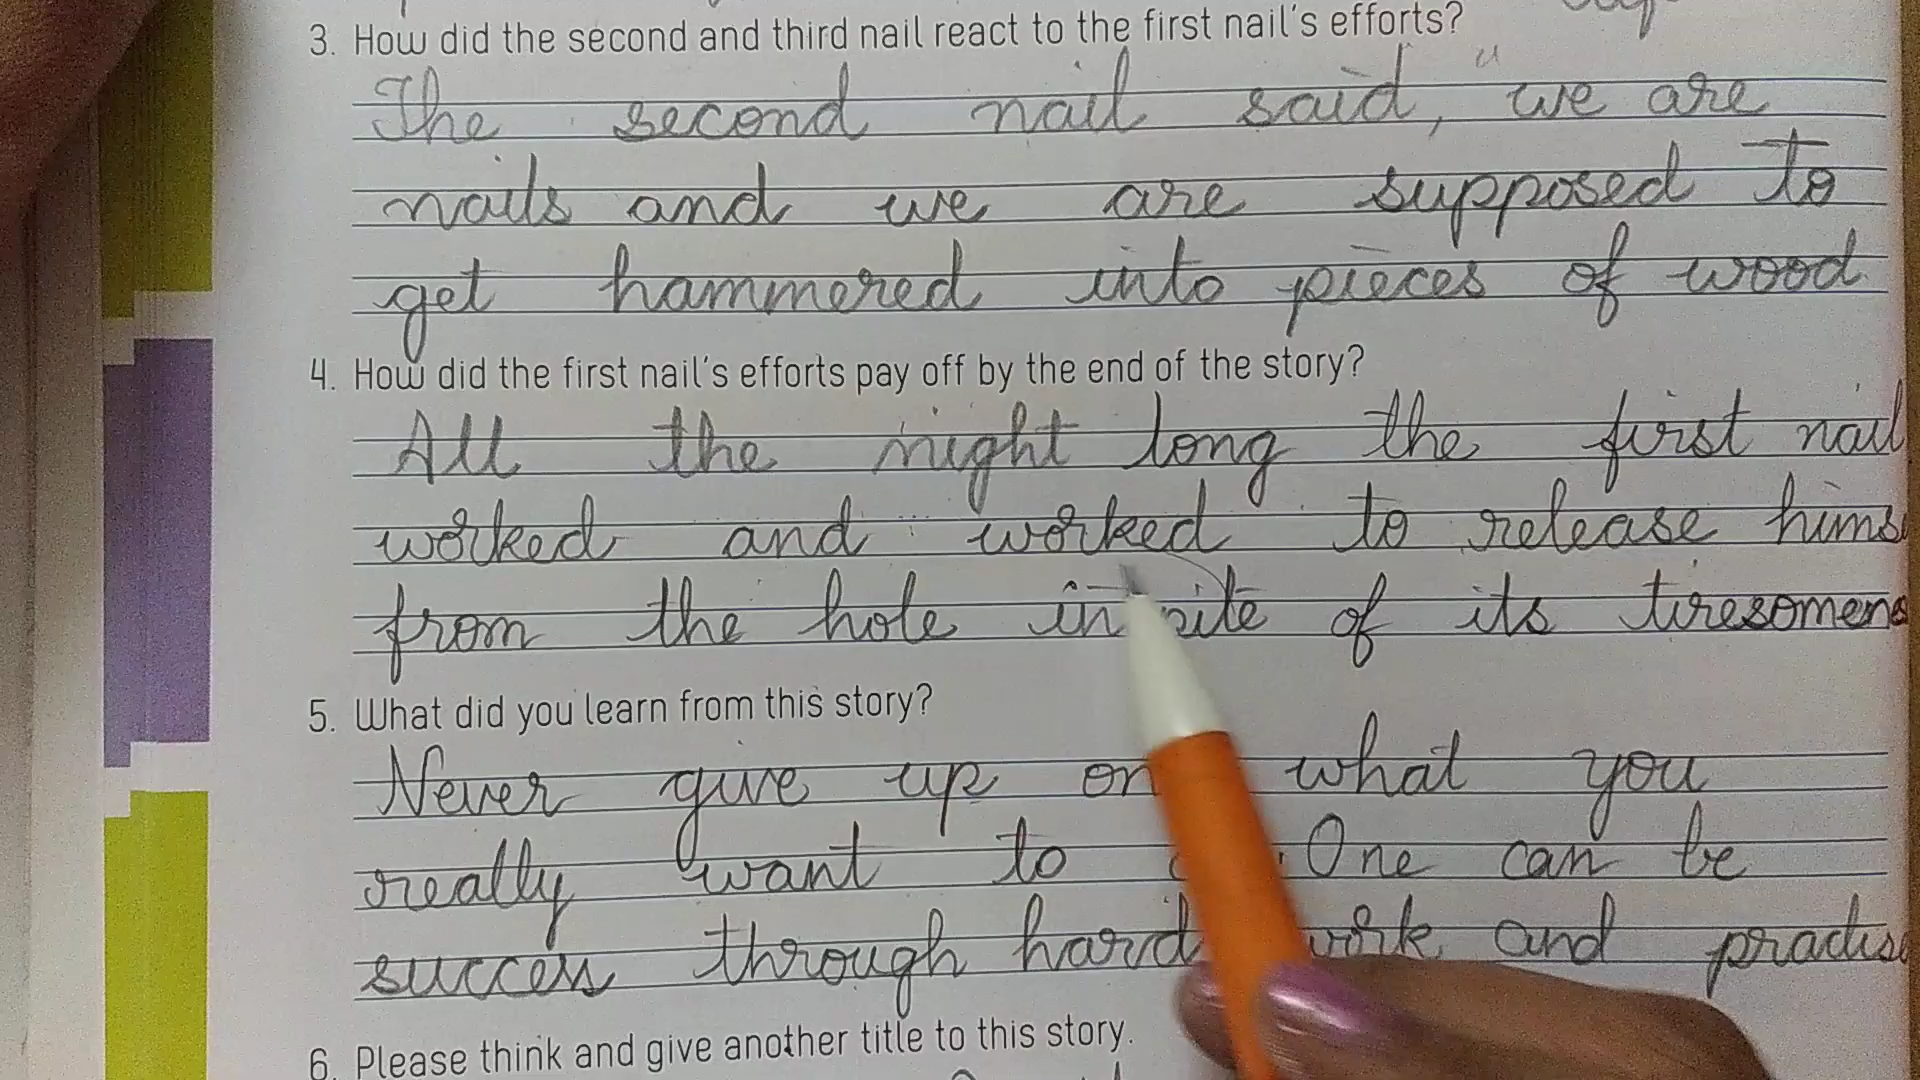 3. How did the second and third nail react to the first nail's efforts?
The second nail said, "we are
nails and we are supposed to
get hammered into pieces of wood
4. How did the first nail's efforts pay off by the end of the story?
All the night long the first nail
worked and worked to release hims
from the hole in of its tiresomenes
5. What did you learn from this story?
Never give up on what you
really want to One can be
success through hard work and practis
6. Please think and give another title to this story.